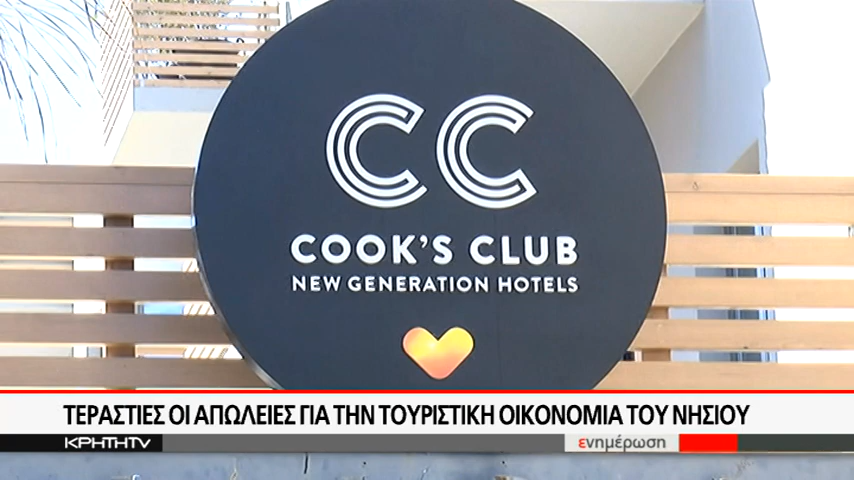 CC
COOK'S CLUB
NEW GENERATION HOTELS
ΤΕΡΑΣΤΙΕΣ ΟΙ ΑΠΩΛΕΙΕΣ ΓΙΑ ΤΗΝ ΤΟΥΡΙΣΤΙΚΗ ΟΙΚΟΝΟΜΙΑ ΤΟΥ ΝΗΣΙΟΥ
ΚΡΗΤΗTV ενημέρωση